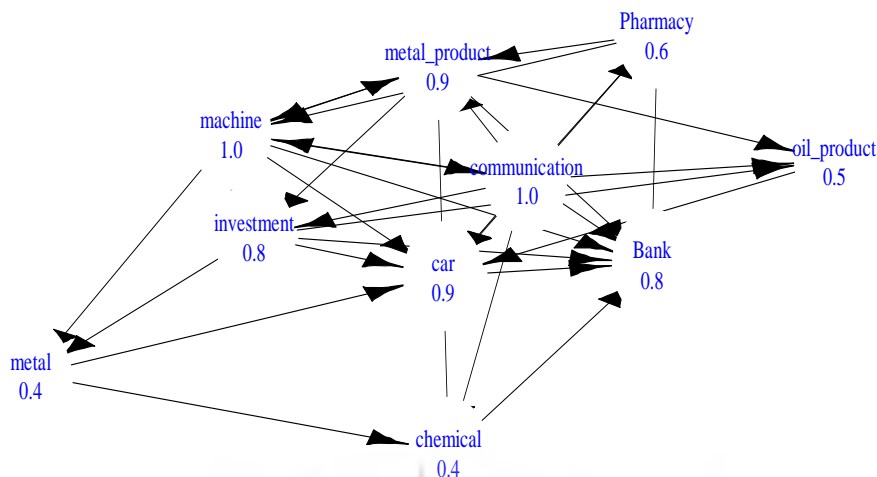 Pharmacy
0.6
metal_product
0.9
machine
1.0
oil_product
0.5
communication
1.0
investment
0.8
Bank
0.8
car
0.9
metal
0.4
chemical
0.4